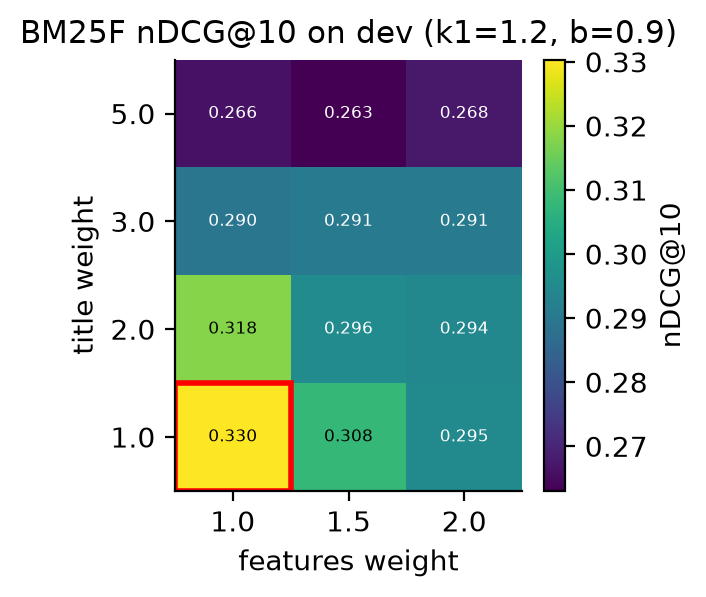 BM25F nDCG@10 on dev (k1=1.2, b=0.9)
title weight
5.0 0.266 0.263 0.268
3.0 0.290 0.291 0.291
2.0 0.318 0.296 0.294
1.0 0.330 0.308 0.295
1.0 1.5 2.0
features weight
0.33
0.32
0.31
0.30
0.29
0.28
0.27
nDCG@10